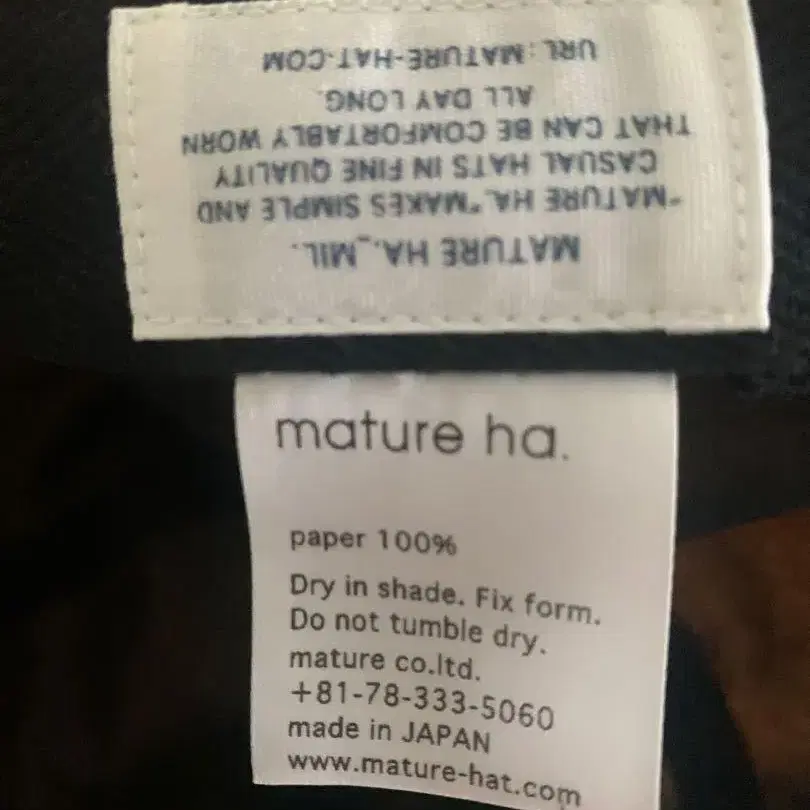 MATURE HA._MIL.
"MATURE HA." MAKES SIMPLE AND
CASUAL HATS IN FINE QUALITY
THAT CAN BE COMFORTABLY WORN
ALL DAY LONG.
URL: MATURE-HAT.COM
mature ha.
paper 100%
Dry in shade. Fix form.
Do not tumble dry.
mature co.ltd.
+81-78-333-5060
made in JAPAN
www.mature-hat.com